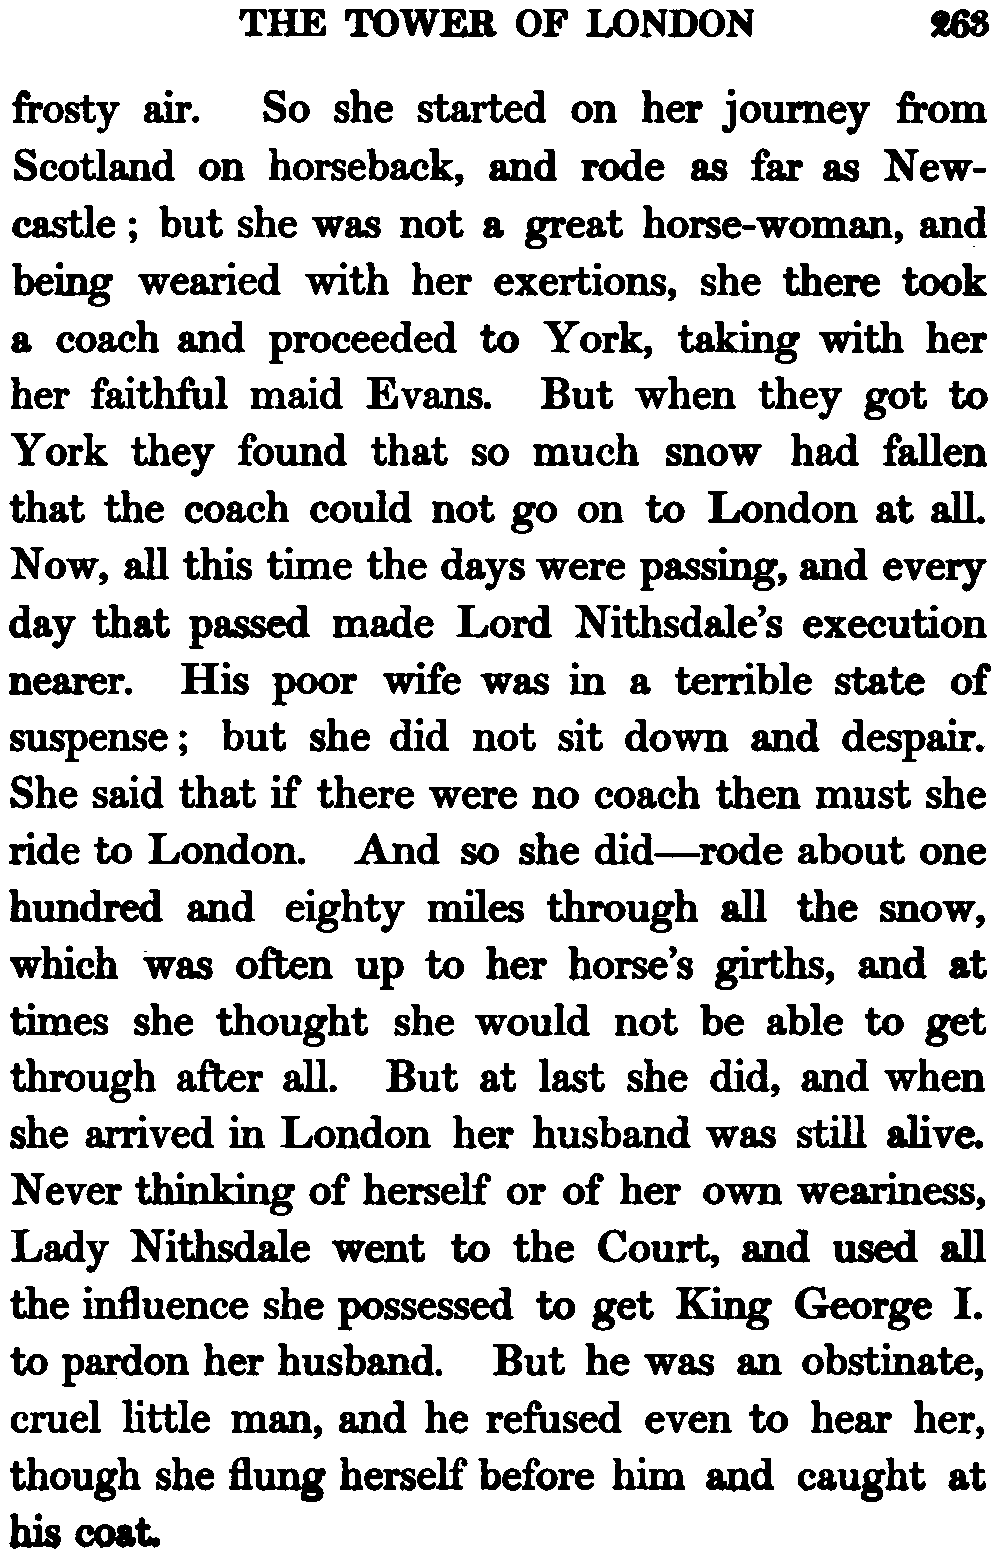 THE TOWER OF LONDON 263
frosty air. So she started on her journey from
Scotland on horseback, and rode as far as New-
castle ; but she was not a great horse-woman, and
being wearied with her exertions, she there took
a coach and proceeded to York, taking with her
her faithful maid Evans. But when they got to
York they found that so much snow had fallen
that the coach could not go on to London at all.
Now, all this time the days were passing, and every
day that passed made Lord Nithsdale's execution
nearer. His poor wife was in a terrible state of
suspense ; but she did not sit down and despair.
She said that if there were no coach then must she
ride to London. And so she did—rode about one
hundred and eighty miles through all the snow,
which was often up to her horse's girths, and at
times she thought she would not be able to get
through after all. But at last she did, and when
she arrived in London her husband was still alive.
Never thinking of herself or of her own weariness,
Lady Nithsdale went to the Court, and used all
the influence she possessed to get King George I.
to pardon her husband. But he was an obstinate,
cruel little man, and he refused even to hear her,
though she flung herself before him and caught at
his coat.